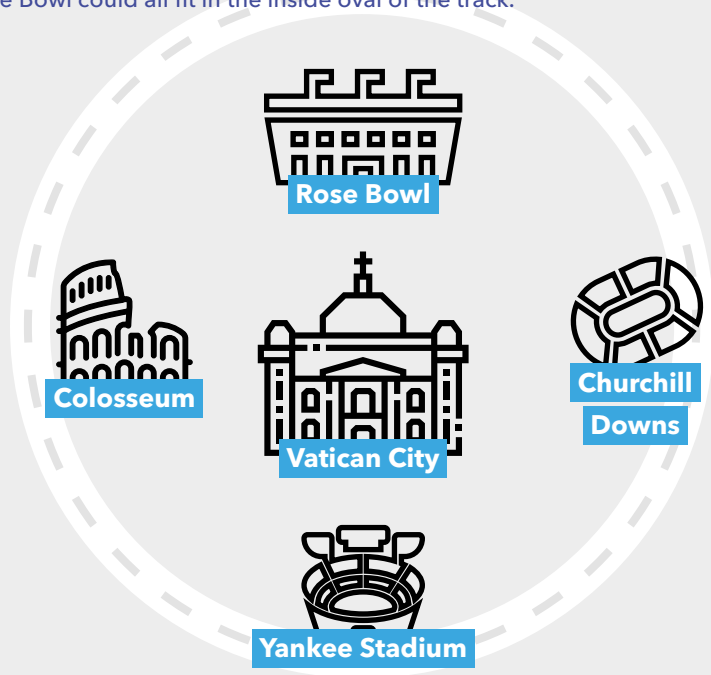 e Bowl could all fit in the inside oval of the track.
Rose Bowl
Colosseum
Vatican City
Churchill
Downs
Yankee Stadium